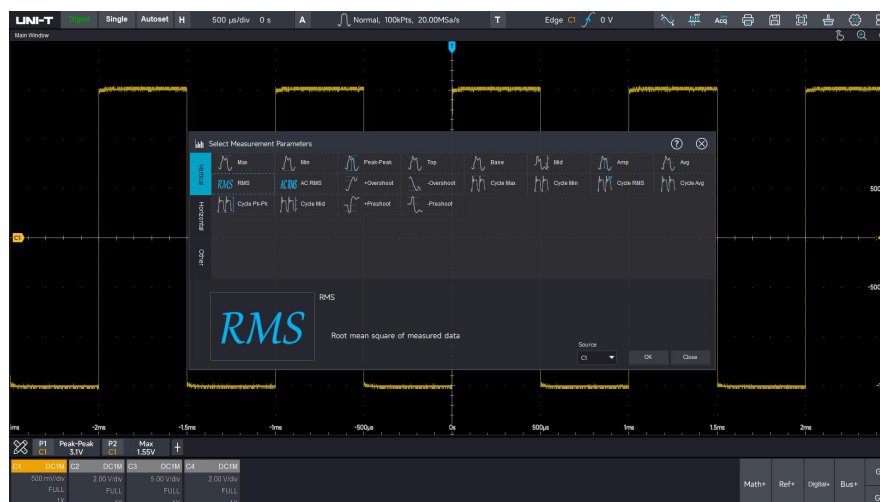 UNI-T Triged Single Autoset H 500 μs/div 0 s A Normal, 100kPts, 20.00MSa/s T Edge C1 0 V Acq
Main Window
T
Select Measurement Parameters ?
Vertical
Max Min Peak-Peak Top Base Mid Amp Avg
RMS RMS AC RMS AC RMS +Overshoot -Overshoot Cycle Max Cycle Min Cycle RMS Cycle Avg
Cycle Pk-Pk Cycle Mid +Preshoot -Preshoot
Horizontal
Other
500
C1
-500
RMS
RMS
Root mean square of measured data
Source
C1 OK Close
-2ms -1.5ms -1ms -500μs 0s 500μs 1ms 1.5ms 2ms
P1 Peak-Peak P2 Max +
C1 3.1V C1 1.55V
C1 DC1M C2 DC1M C3 DC1M C4 DC1M
500 mV/div 2.00 V/div 5.00 V/div 2.00 V/div
FULL FULL FULL FULL
1X
Math+ Ref+ Digital+ Bus+